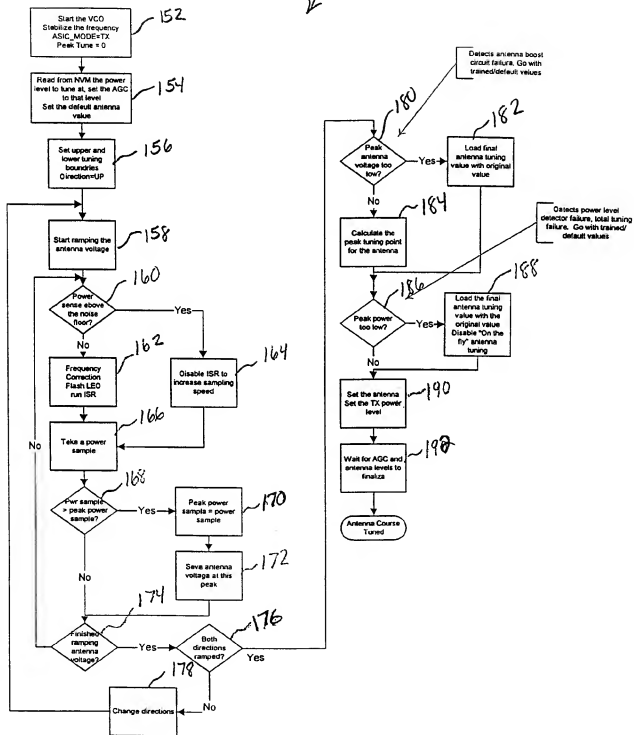 Start the VCO
Stabilize the frequency
ASIC_MODE=TX
Peak Tune = 0
152
Read from NVM the power
level to tune at, set the AGC
to that level
Set the default antenna
value
154
Set upper and
lower tuning
boundries
Direction=UP
156
Start ramping the
antenna voltage
158
Power
sense above
the noise
floor?
160
Yes
No
Frequency
Correction
Flash LED
run ISR
162
Disable ISR to
increase sampling
speed
164
Take a power
sample
166
Pwr sample
> peak power
sample?
168
Yes
No
Peak power
sample = power
sample
170
Save antenna
voltage at this
peak
172
Finished
ramping
antenna
voltage?
174
No
Yes
Both
directions
ramped?
176
Yes
No
Change directions
178
Detects antenna boost
circuit failure. Go with
trained/default values
Peak
antenna
voltage too
low?
180
Yes
No
Load final
antenna tuning
value with original
value
182
Calculate the
peak tuning point
for the antenna
184
Detects power level
detector failure, total tuning
failure. Go with trained/
default values
Peak power
too low?
186
Yes
No
Load the final
antenna tuning
value with the
original value
Disable "On the
fly" antenna
tuning
188
Set the antenna
Set the TX power
level
190
Wait for AGC and
antenna levels to
finalize
192
Antenna Course
Tuned